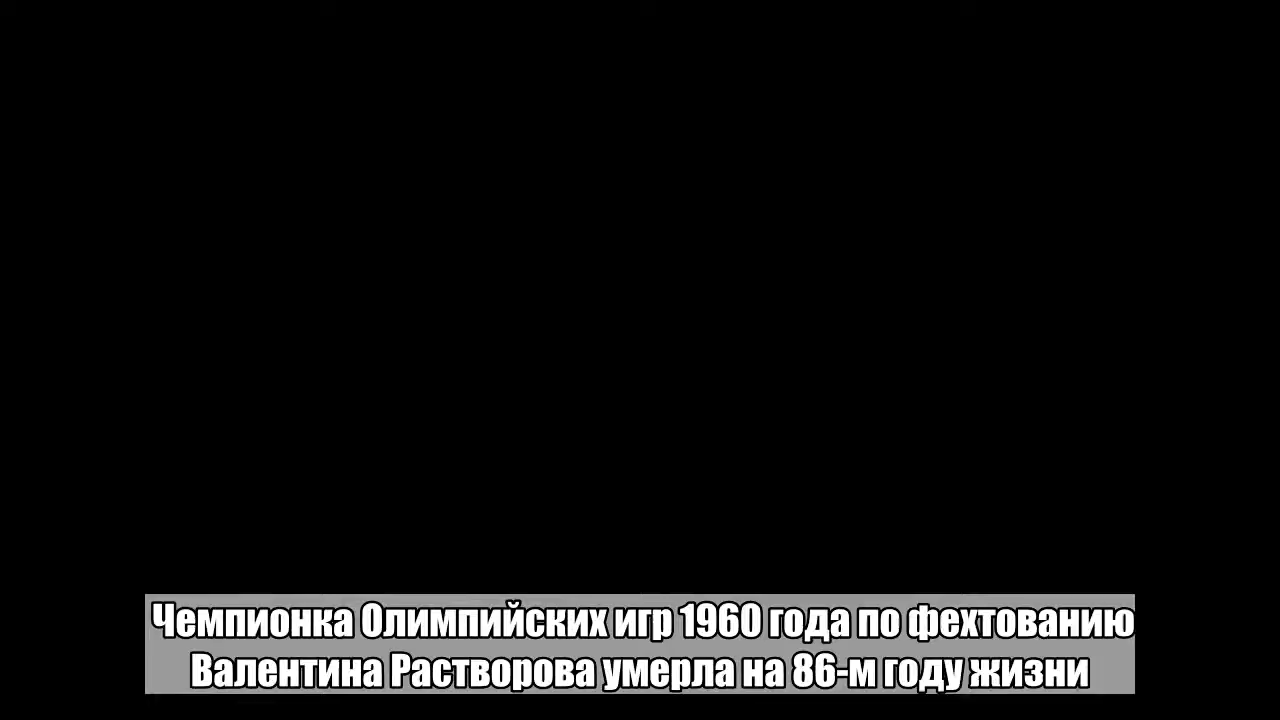 Чемпионка Олимпийских игр 1960 года по фехтованию
Валентина Растворова умерла на 86-м году жизни